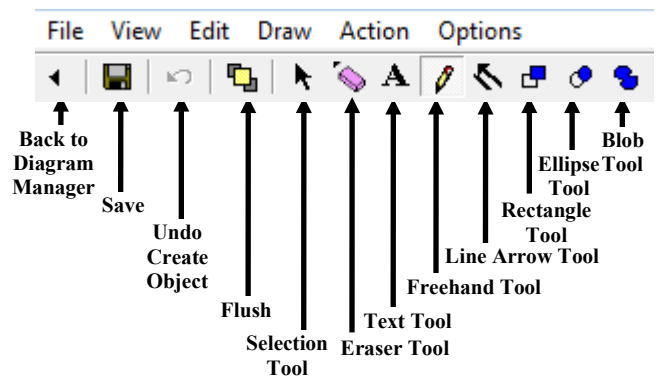 File View Edit Draw Action Options
A
Back to
Diagram
Manager
Save
Undo
Create
Object
Flush
Selection
Tool
Eraser Tool
Text Tool
Freehand Tool
Line Arrow Tool
Rectangle
Tool
Ellipse
Tool
Blob
Tool